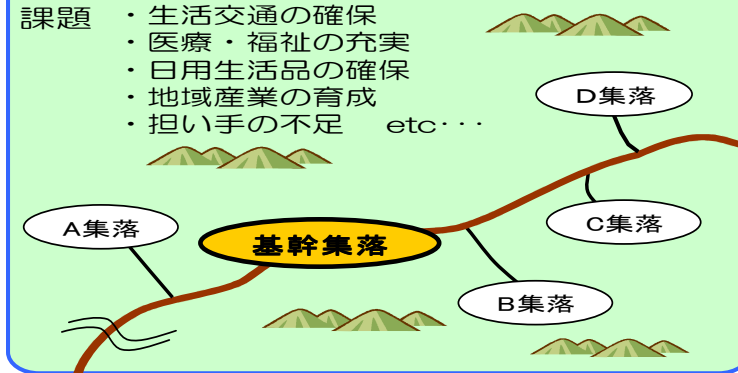 課題 ・生活交通の確保
・医療・福祉の充実
・日用生活品の確保
・地域産業の育成
・担い手の不足 etc･･･
D集落
A集落
C集落
基幹集落
B集落